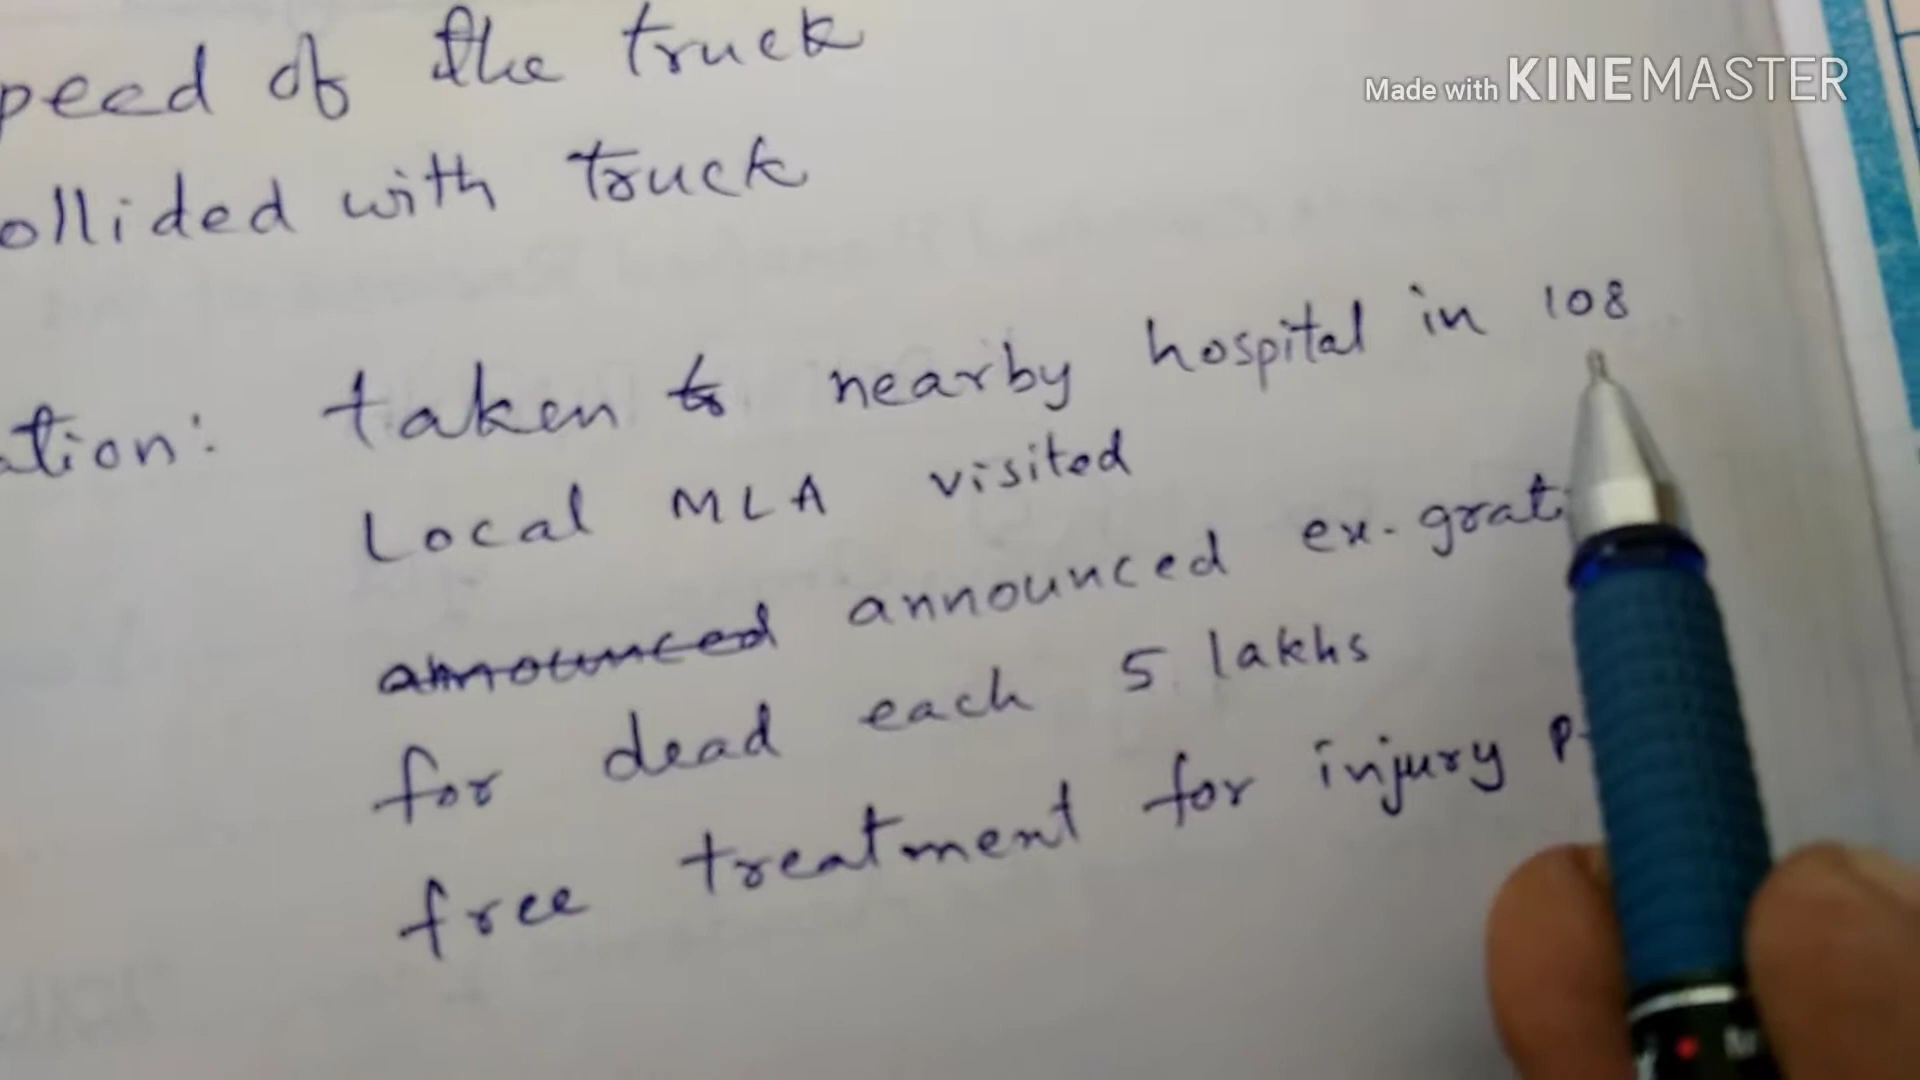 peed of the truck
Made with KINEMASTER
ollided with truck
ation: taken to nearby hospital in 108
Local MLA visited
announced announced ex-grat
for dead each 5 lakhs
free treatment for injury P